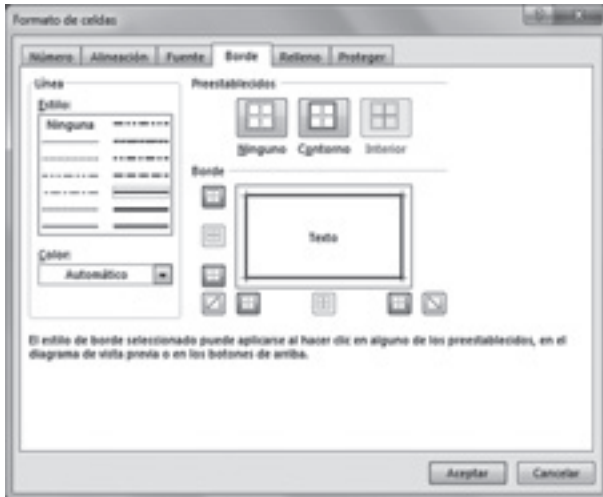 Formato de celdas
Número Alineación Fuente Borde Relleno Proteger
Línea
Estilo:
Ninguna
Color:
Automático
Preestablecidos
Ninguno Contorno Interior
Borde
Texto
El estilo de borde seleccionado puede aplicarse al hacer clic en alguno de los preestablecidos, en el
diagrama de vista previa o en los botones de arriba.
Aceptar Cancelar